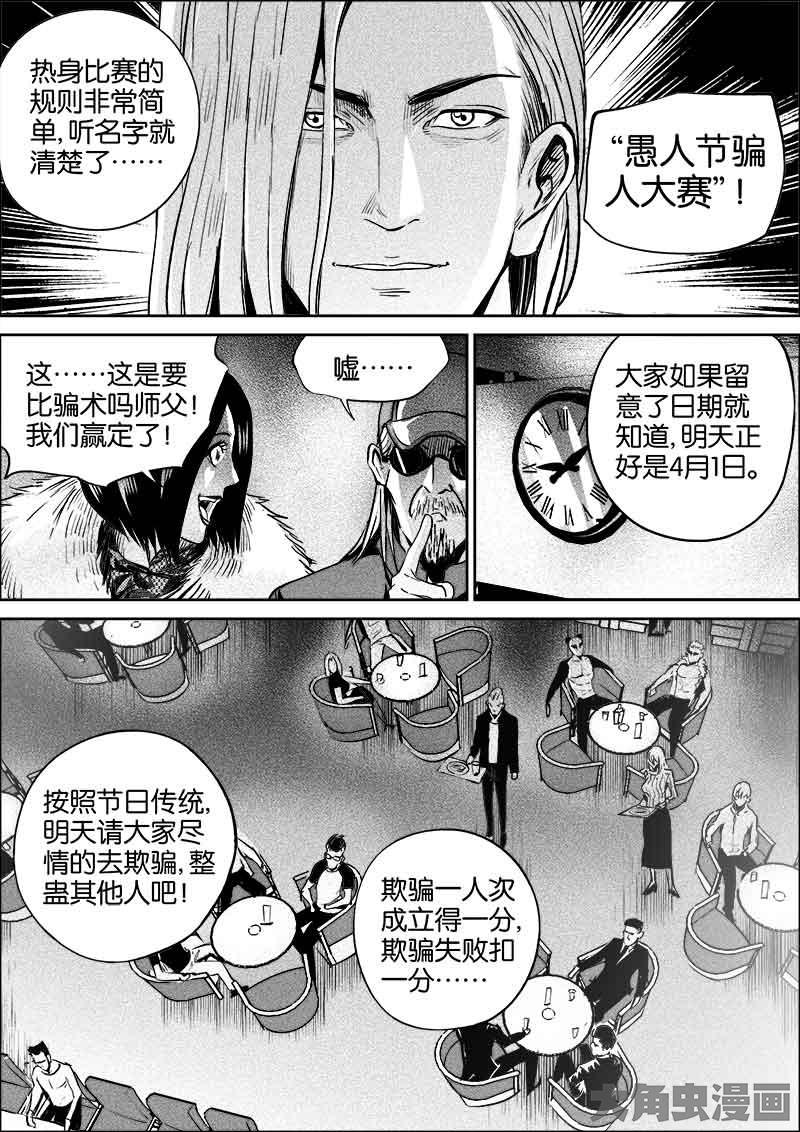 热身比赛的
规则非常简
单,听名字就
清楚了……
“愚人节骗
人大赛”!
这……这是要
比骗术吗师父!
我们赢定了!
嘘……
大家如果留
意了日期就
知道,明天正
好是4月1日。
按照节日传统,
明天请大家尽
情的去欺骗,整
蛊其他人吧!
欺骗一人次
成立得一分,
欺骗失败扣
一分……
大角虫漫画